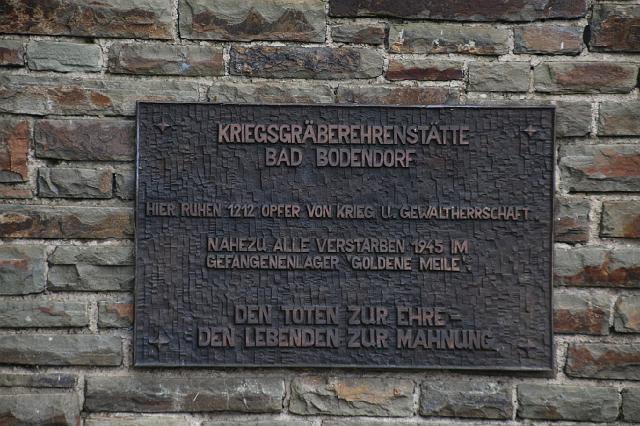 KRIEGSGRÄBEREHRENSTÄTTE
BAD BODENDORF
HIER RUHEN 1212 OPFER VON KRIEG U. GEWALTHERRSCHAFT.
NAHEZU ALLE VERSTARBEN 1945 IM
GEFANGENENLAGER "GOLDENE MEILE".
DEN TOTEN ZUR EHRE -
DEN LEBENDEN ZUR MAHNUNG